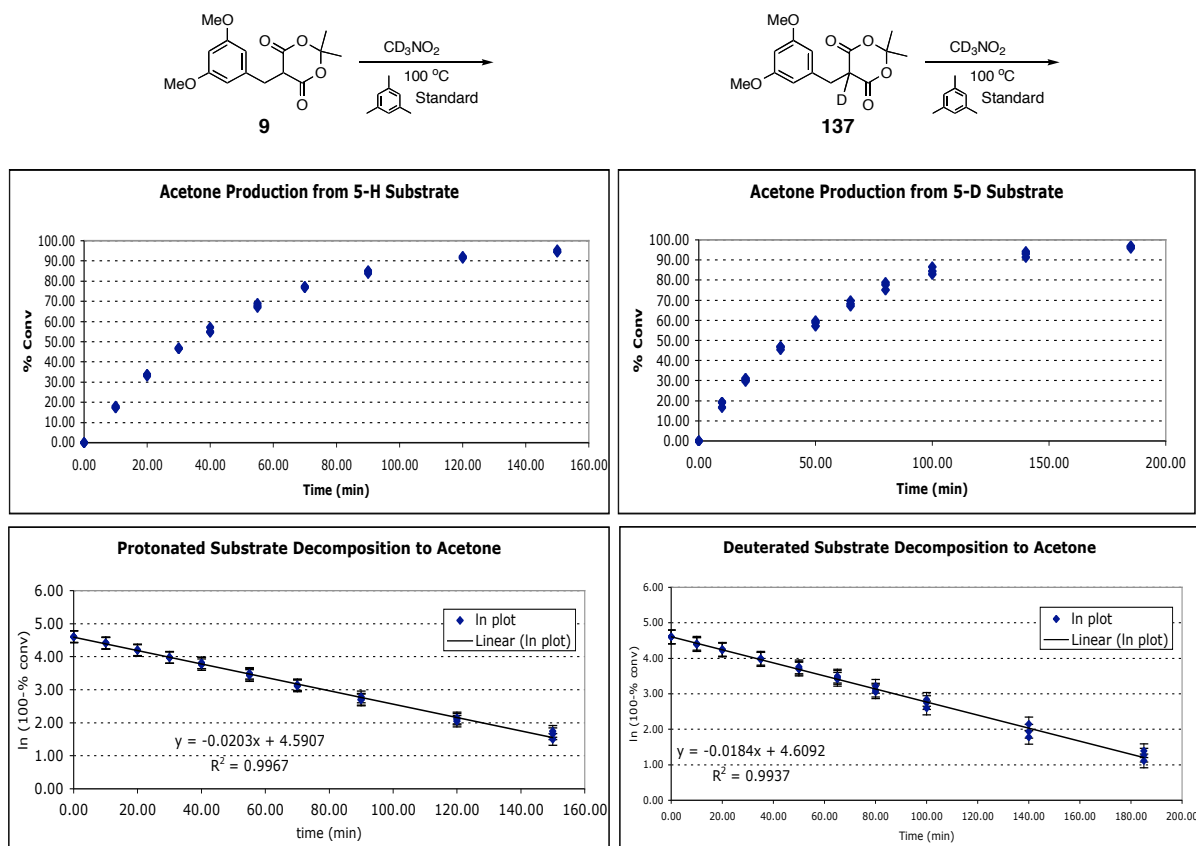 MeO
MeO
O
O
O
O
CD3NO2
100 °C
Standard
9
MeO
MeO
O
O
O
O
D
CD3NO2
100 °C
Standard
137
Acetone Production from 5-H Substrate
% Conv
100.00
90.00
80.00
70.00
60.00
50.00
40.00
30.00
20.00
10.00
0.00
0.00 20.00 40.00 60.00 80.00 100.00 120.00 140.00 160.00
Time (min)
Acetone Production from 5-D Substrate
% Conv
100.00
90.00
80.00
70.00
60.00
50.00
40.00
30.00
20.00
10.00
0.00
0.00 50.00 100.00 150.00 200.00
Time (min)
Protonated Substrate Decomposition to Acetone
ln (100-% conv)
6.00
5.00
4.00
3.00
2.00
1.00
0.00
ln plot
Linear (ln plot)
y = -0.0203x + 4.5907
R2 = 0.9967
0.00 20.00 40.00 60.00 80.00 100.00 120.00 140.00 160.00
time (min)
Deuterated Substrate Decomposition to Acetone
ln (100-% conv)
6.00
5.00
4.00
3.00
2.00
1.00
0.00
ln plot
Linear (ln plot)
y = -0.0184x + 4.6092
R2 = 0.9937
0.00 20.00 40.00 60.00 80.00 100.00 120.00 140.00 160.00 180.00 200.00
Time (min)